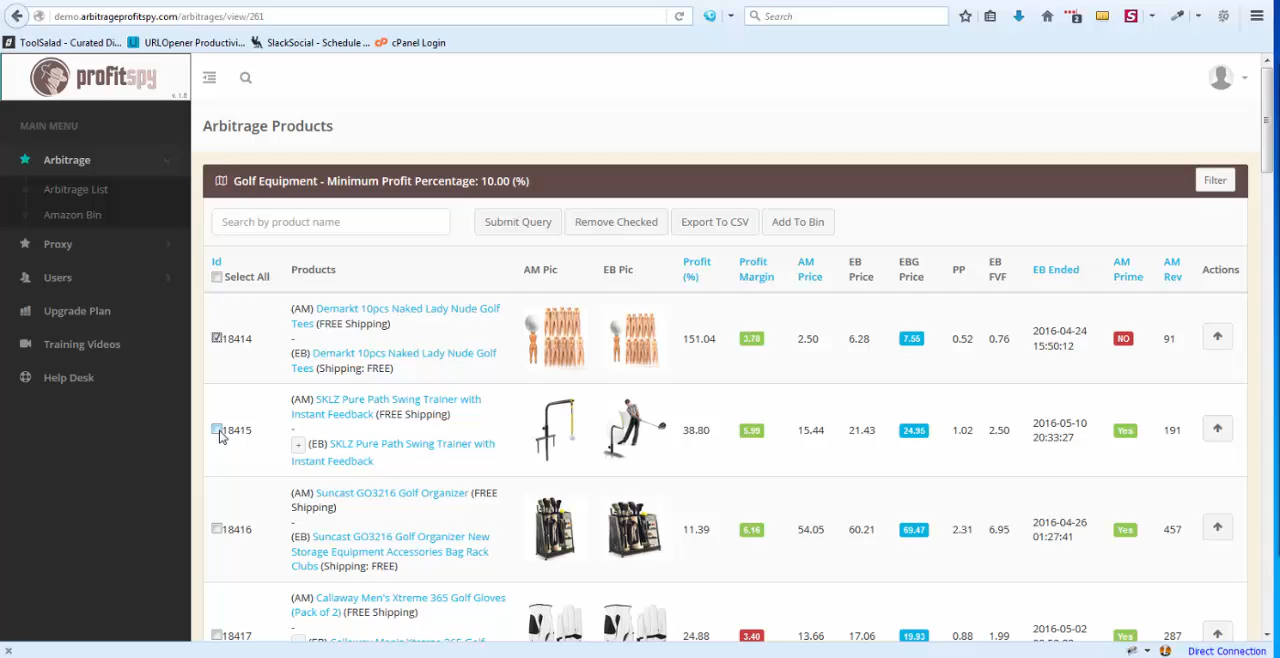 demo.arbitrageprofitspy.com/arbitrages/view/261
Search
ToolSalad - Curated Di...
URLOpener Productivi...
SlackSocial - Schedule ...
cPanel Login
profitspy
v. 1.8
MAIN MENU
Arbitrage
Arbitrage List
Amazon Bin
Proxy
Users
Upgrade Plan
Training Videos
Help Desk
Arbitrage Products
Golf Equipment - Minimum Profit Percentage: 10.00 (%)
Filter
Search by product name
Submit Query
Remove Checked
Export To CSV
Add To Bin
Id
Select All
Products
AM Pic
EB Pic
Profit
(%)
Profit
Margin
AM
Price
EB
Price
EBG
Price
PP
EB
FVF
EB Ended
AM
Prime
AM
Rev
Actions
18414
(AM) Demarkt 10pcs Naked Lady Nude Golf
Tees (FREE Shipping)
-
(EB) Demarkt 10pcs Naked Lady Nude Golf
Tees (Shipping: FREE)
151.04
3.78
2.50
6.28
7.55
0.52
0.76
2016-04-24
15:50:12
NO
91
18415
(AM) SKLZ Pure Path Swing Trainer with
Instant Feedback (FREE Shipping)
-
+ (EB) SKLZ Pure Path Swing Trainer with
Instant Feedback
38.80
5.99
15.44
21.43
24.95
1.02
2.50
2016-05-10
20:33:27
Yes
191
18416
(AM) Suncast GO3216 Golf Organizer (FREE
Shipping)
-
(EB) Suncast GO3216 Golf Organizer New
Storage Equipment Accessories Bag Rack
Clubs (Shipping: FREE)
11.39
6.16
54.05
60.21
69.47
2.31
6.95
2016-04-26
01:27:41
Yes
457
18417
(AM) Callaway Men's Xtreme 365 Golf Gloves
(Pack of 2) (FREE Shipping)
-
(EB) Callaway Men's Xtreme 365 Golf
24.88
3.40
13.66
17.06
19.93
0.88
1.99
2016-05-02
Yes
287
Direct Connection